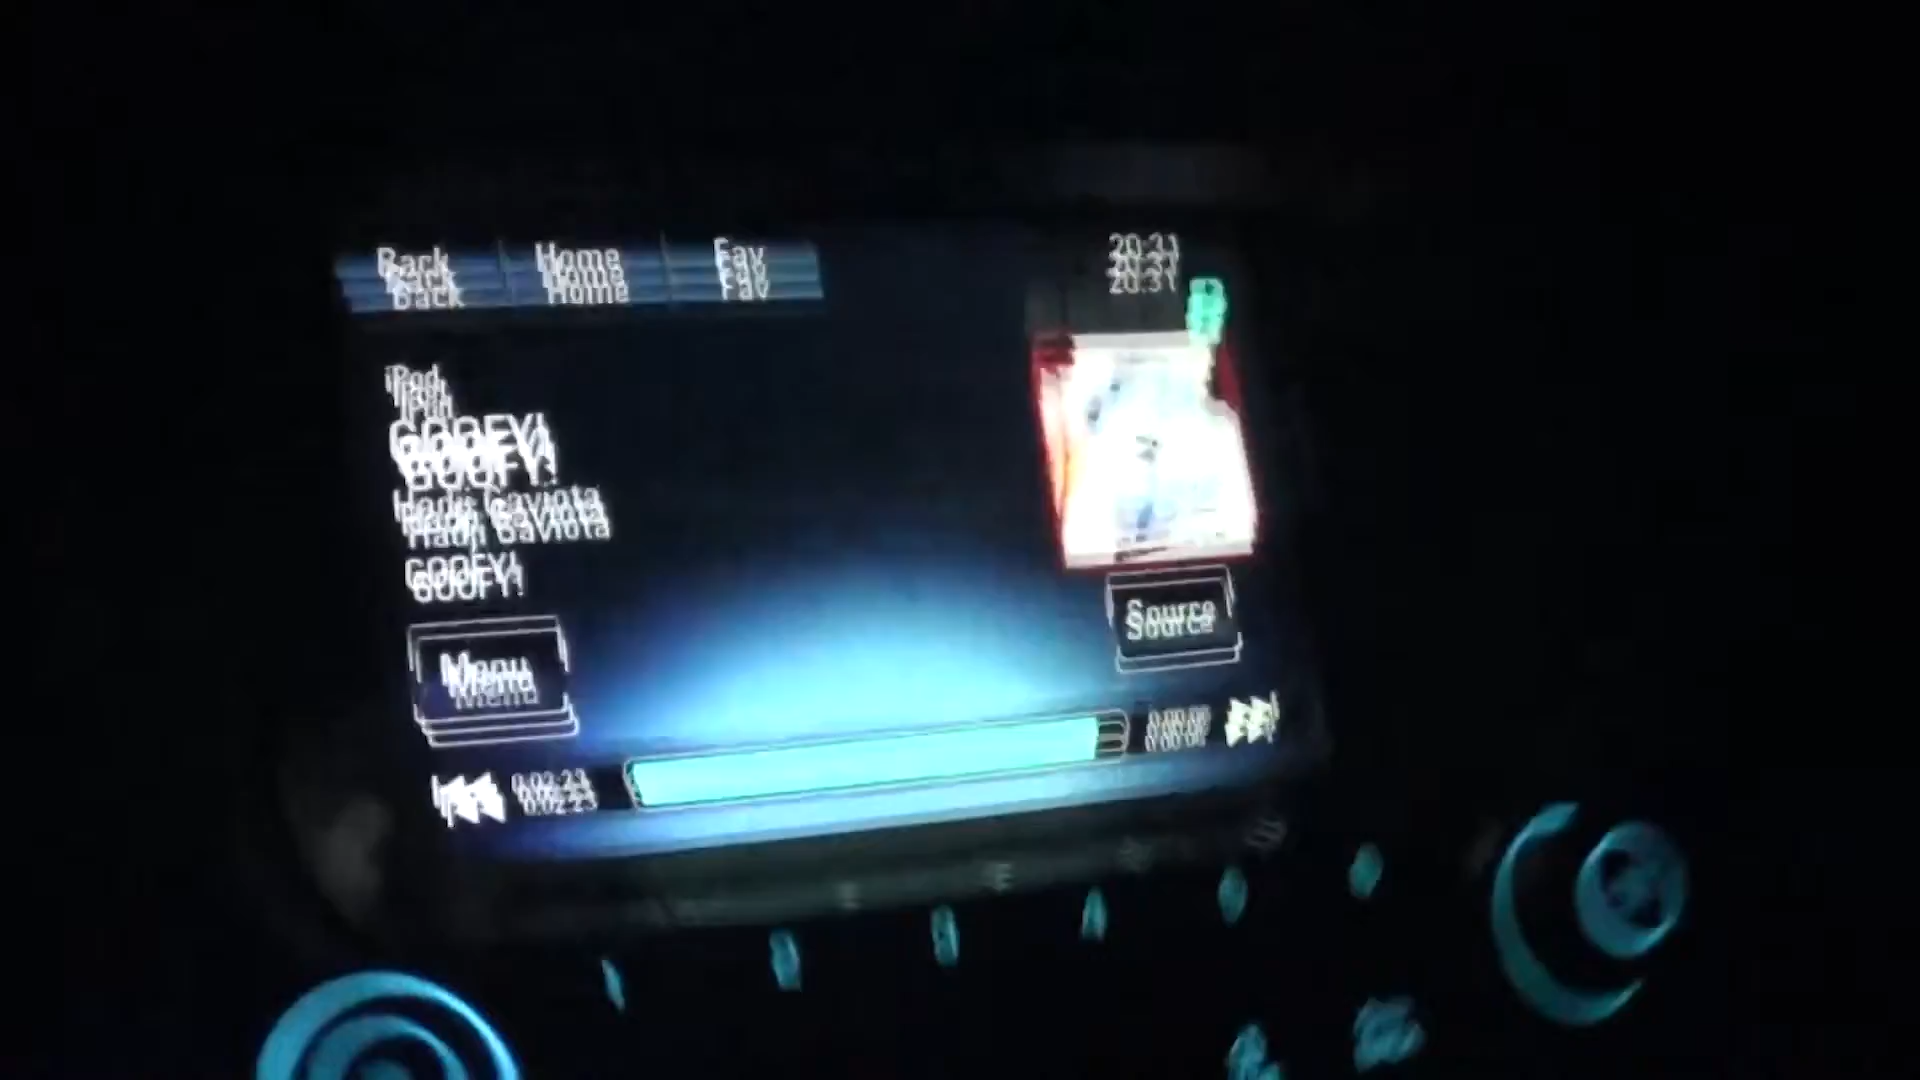 Back Home Fav 20:31
iPod
GOOFY!
Hadji Gaviota
GOOFY!
Source
Menu
0:02:23